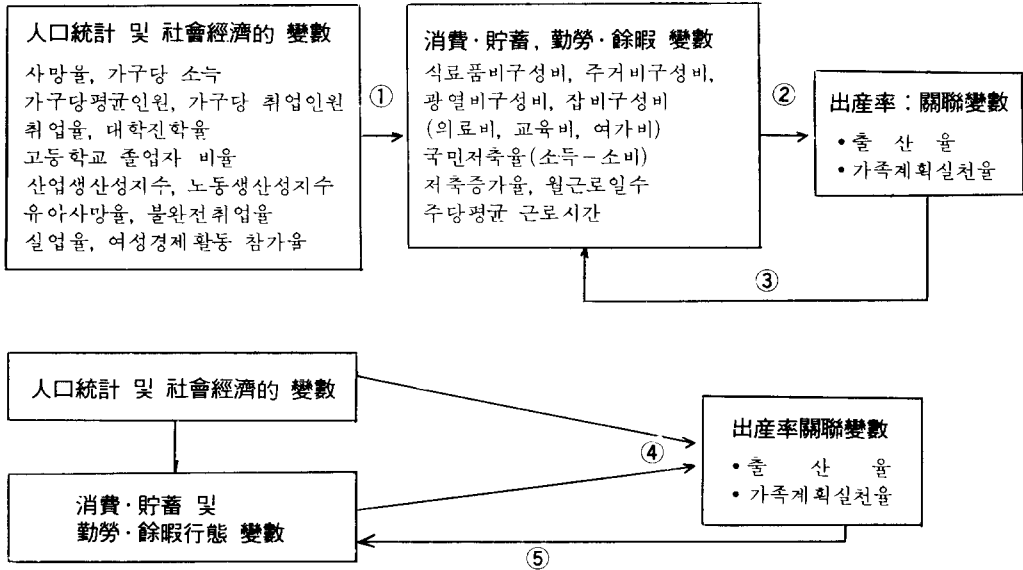 人口統計 및 社會經濟的 變數
사망율, 가구당 소득
가구당평균인원, 가구당 취업인원
취업율, 대학진학율
고등학교 졸업자 비율
산업생산성지수, 노동생산성지수
유아사망율, 불완전취업율
실업율, 여성경제활동 참가율
①
消費·貯蓄, 勤勞·餘暇 變數
식료품비구성비, 주거비구성비,
광열비구성비, 잡비구성비
(의료비, 교육비, 여가비)
국민저축율(소득－소비)
저축증가율, 월근로일수
주당평균 근로시간
②
出産率：關聯變數
• 출 산 율
• 가족계획실천율
③
人口統計 및 社會經濟的 變數
消費·貯蓄 및
勤勞·餘暇行態 變數
④
出産率關聯變數
• 출 산 율
• 가족계획실천율
⑤